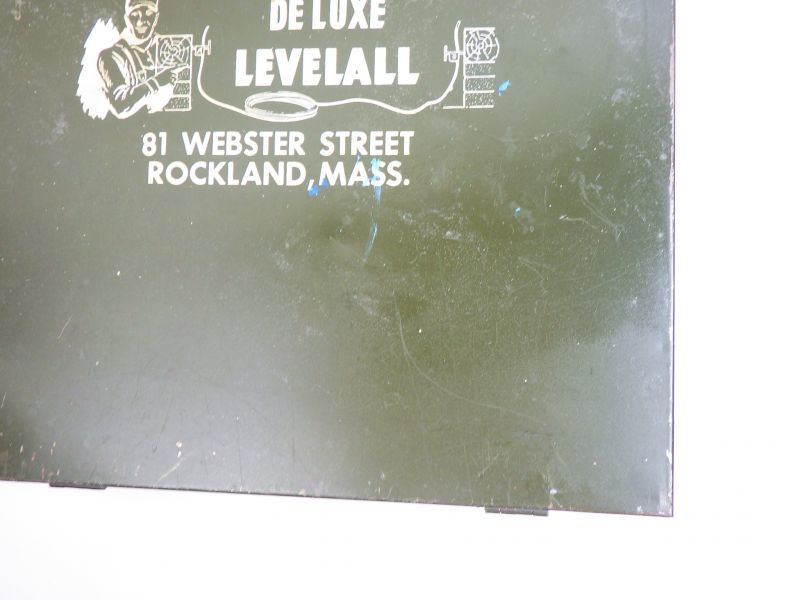 DE LUXE
LEVELALL
81 WEBSTER STREET
ROCKLAND, MASS.